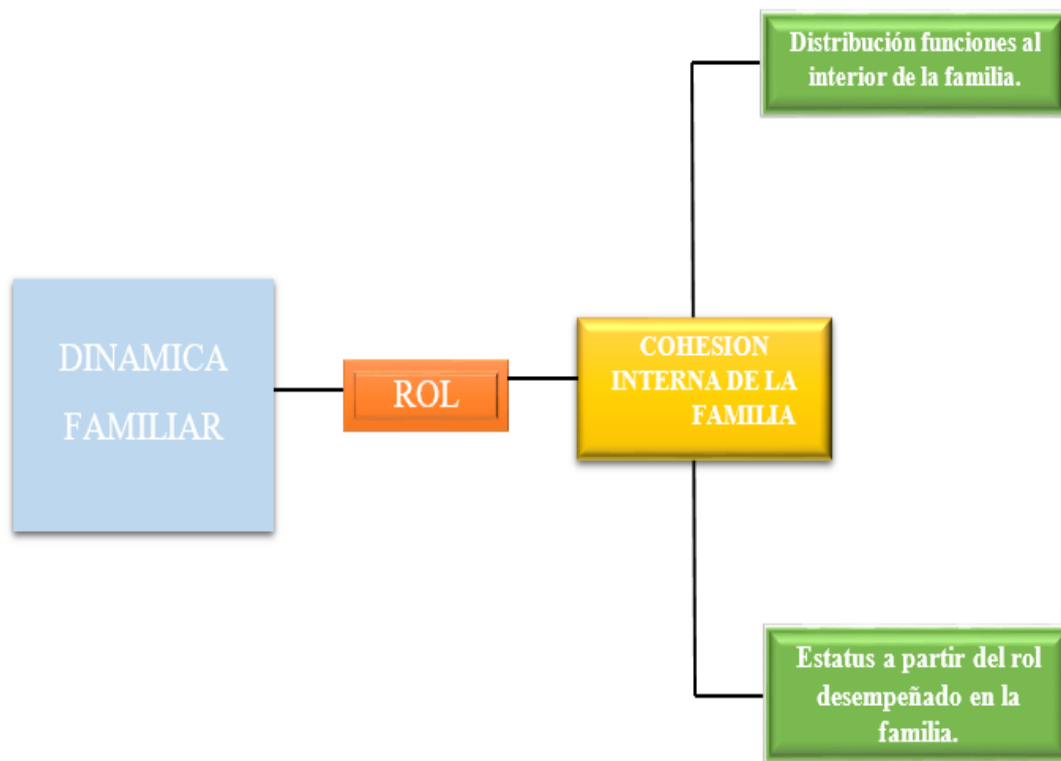 Distribución funciones al
interior de la familia.
DINAMICA
FAMILIAR
ROL
COHESION
INTERNA DE LA
FAMILIA
Estatus a partir del rol
desempeñado en la
familia.